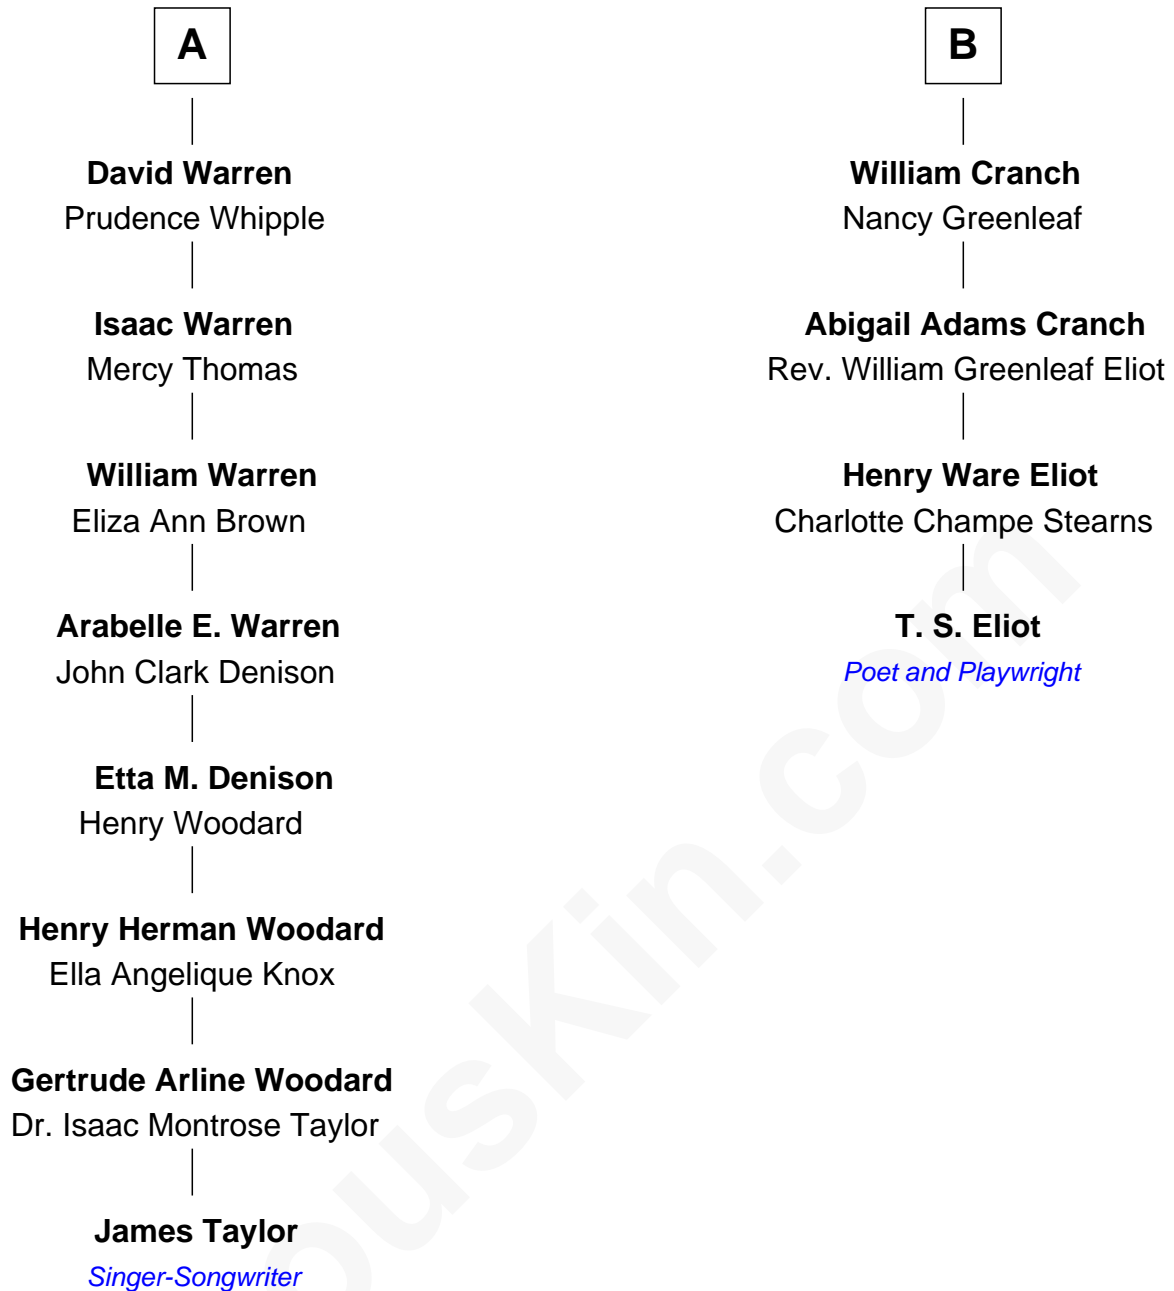 A
David Warren
Prudence Whipple
Isaac Warren
Mercy Thomas
William Warren
Eliza Ann Brown
Arabelle E. Warren
John Clark Denison
Etta M. Denison
Henry Woodard
Henry Herman Woodard
Ella Angelique Knox
Gertrude Arline Woodard
Dr. Isaac Montrose Taylor
James Taylor
Singer-Songwriter
B
William Cranch
Nancy Greenleaf
Abigail Adams Cranch
Rev. William Greenleaf Eliot
Henry Ware Eliot
Charlotte Champe Stearns
T. S. Eliot
Poet and Playwright
ousKin.com